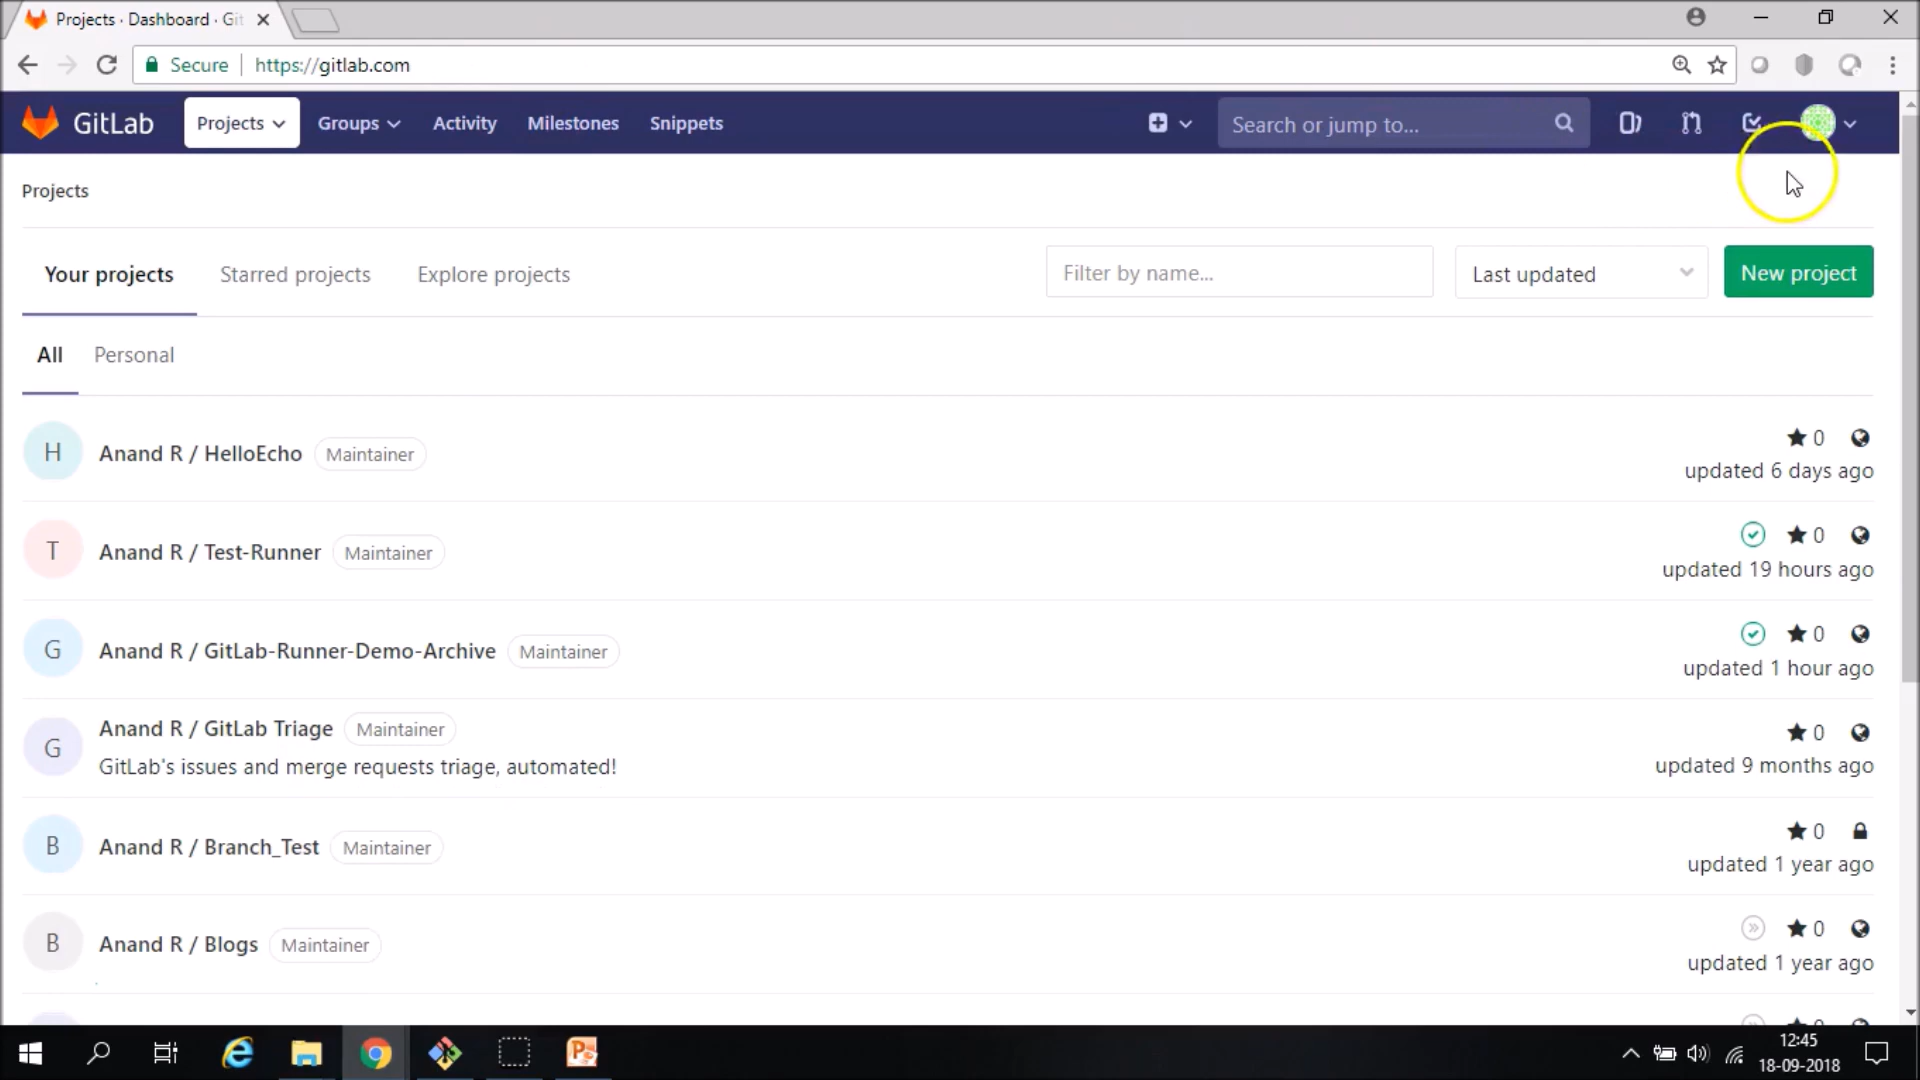 Projects · Dashboard · Git
Secure
https://gitlab.com
GitLab
Projects
Groups
Activity
Milestones
Snippets
Search or jump to...
Projects
Your projects
Starred projects
Explore projects
Filter by name...
Last updated
New project
All
Personal
H
Anand R / HelloEcho
Maintainer
0
updated 6 days ago
T
Anand R / Test-Runner
Maintainer
0
updated 19 hours ago
G
Anand R / GitLab-Runner-Demo-Archive
Maintainer
0
updated 1 hour ago
G
Anand R / GitLab Triage
Maintainer
GitLab's issues and merge requests triage, automated!
0
updated 9 months ago
B
Anand R / Branch_Test
Maintainer
0
updated 1 year ago
B
Anand R / Blogs
Maintainer
0
updated 1 year ago
12:45
18-09-2018